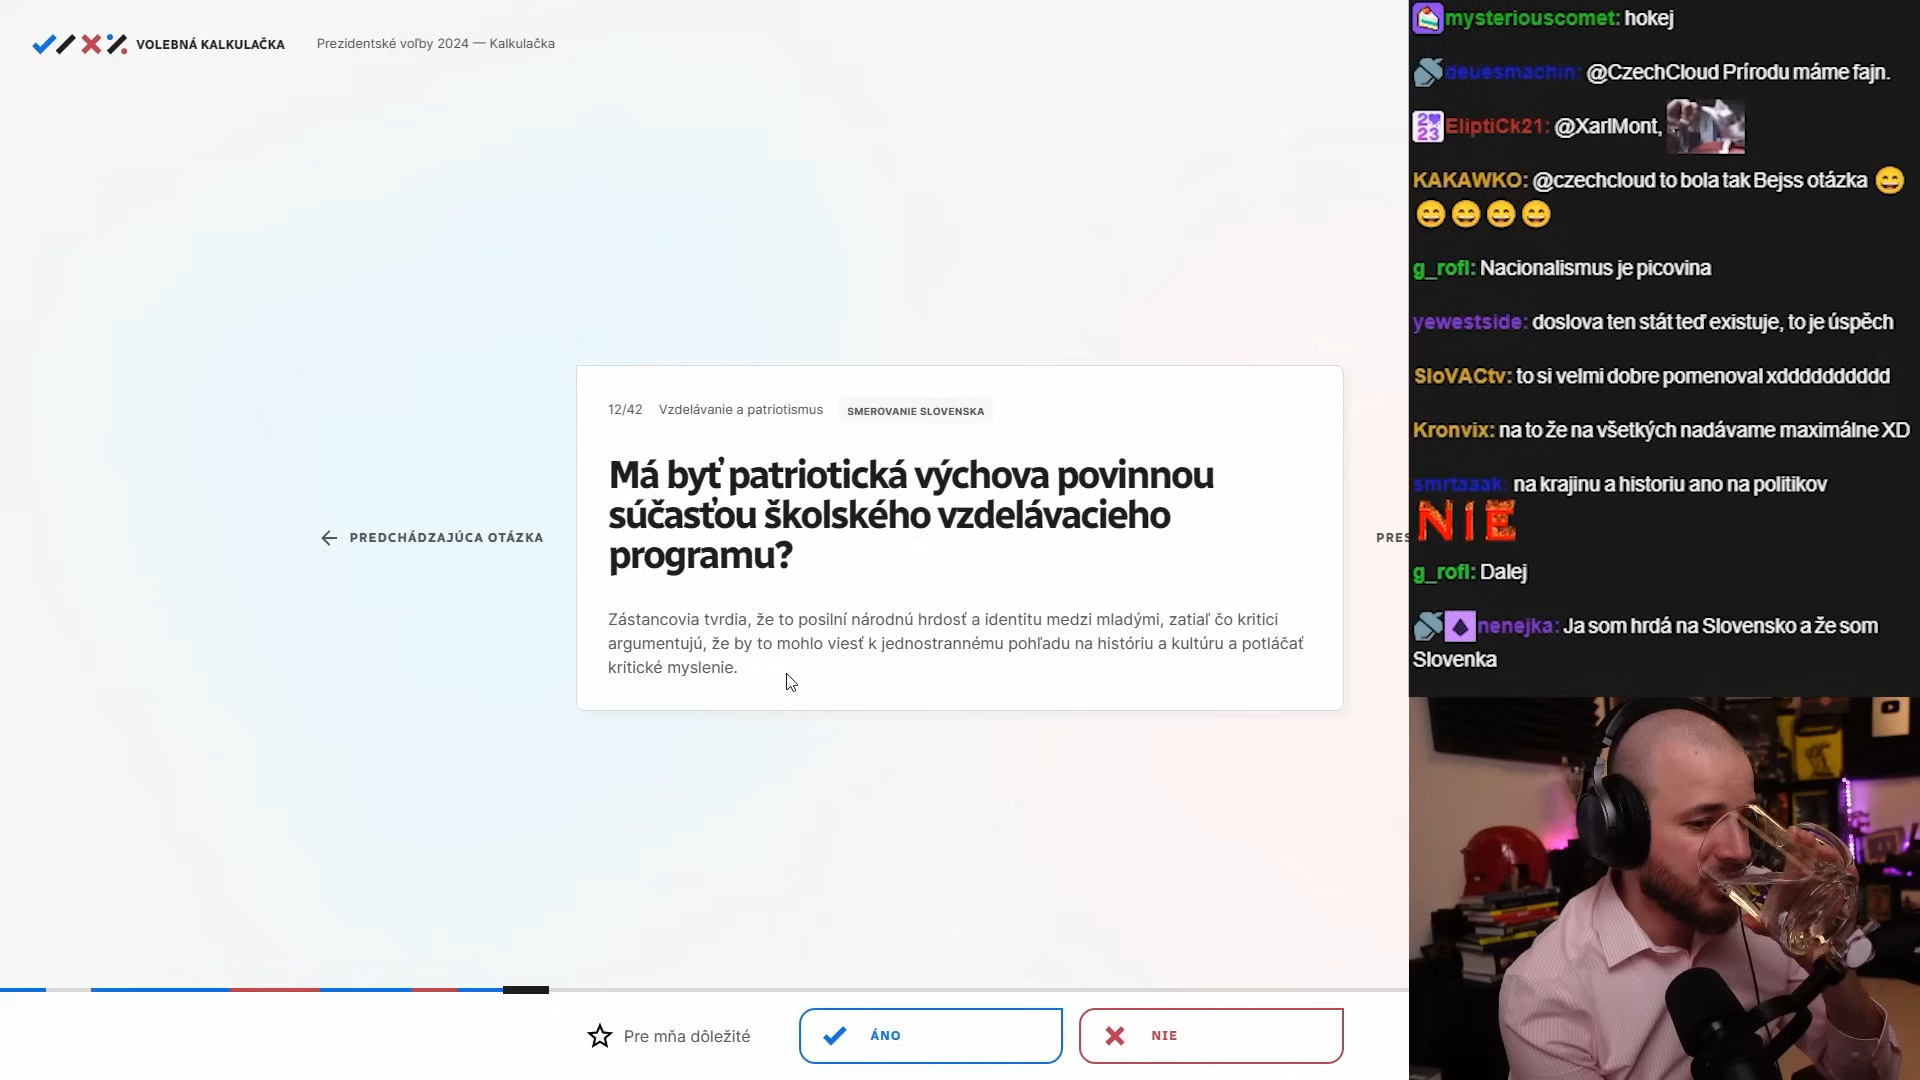 VOLEBNÁ KALKULAČKA
Prezidentské voľby 2024 — Kalkulačka
12/42
Vzdelávanie a patriotismus
SMEROVANIE SLOVENSKA
Má byť patriotická výchova povinnou
súčasťou školského vzdelávacieho
programu?
Zástancovia tvrdia, že to posilní národnú hrdosť a identitu medzi mladými, zatiaľ čo kritici
argumentujú, že by to mohlo viesť k jednostrannému pohľadu na históriu a kultúru a potláčať
kritické myslenie.
PREDCHÁDZAJÚCA OTÁZKA
PRES
Pre mňa dôležité
ÁNO
NIE
mysteriouscomet: hokej
deuesmachin: @CzechCloud Prírodu máme fajn.
EliptiCk21: @XarlMont,
KAKAWKO: @czechcloud to bola tak Bejss otázka 😄
😄😄😄😄
g_rofl: Nacionalismus je picovina
yewestside: doslova ten stát teď existuje, to je úspěch
SloVACtv: to si velmi dobre pomenoval xdddddddddd
Kronvix: na to že na všetkých nadávame maximálne XD
smrtaaak: na krajinu a historiu ano na politikov
NIE
g_rofl: Dalej
nenejka: Ja som hrdá na Slovensko a že som
Slovenka